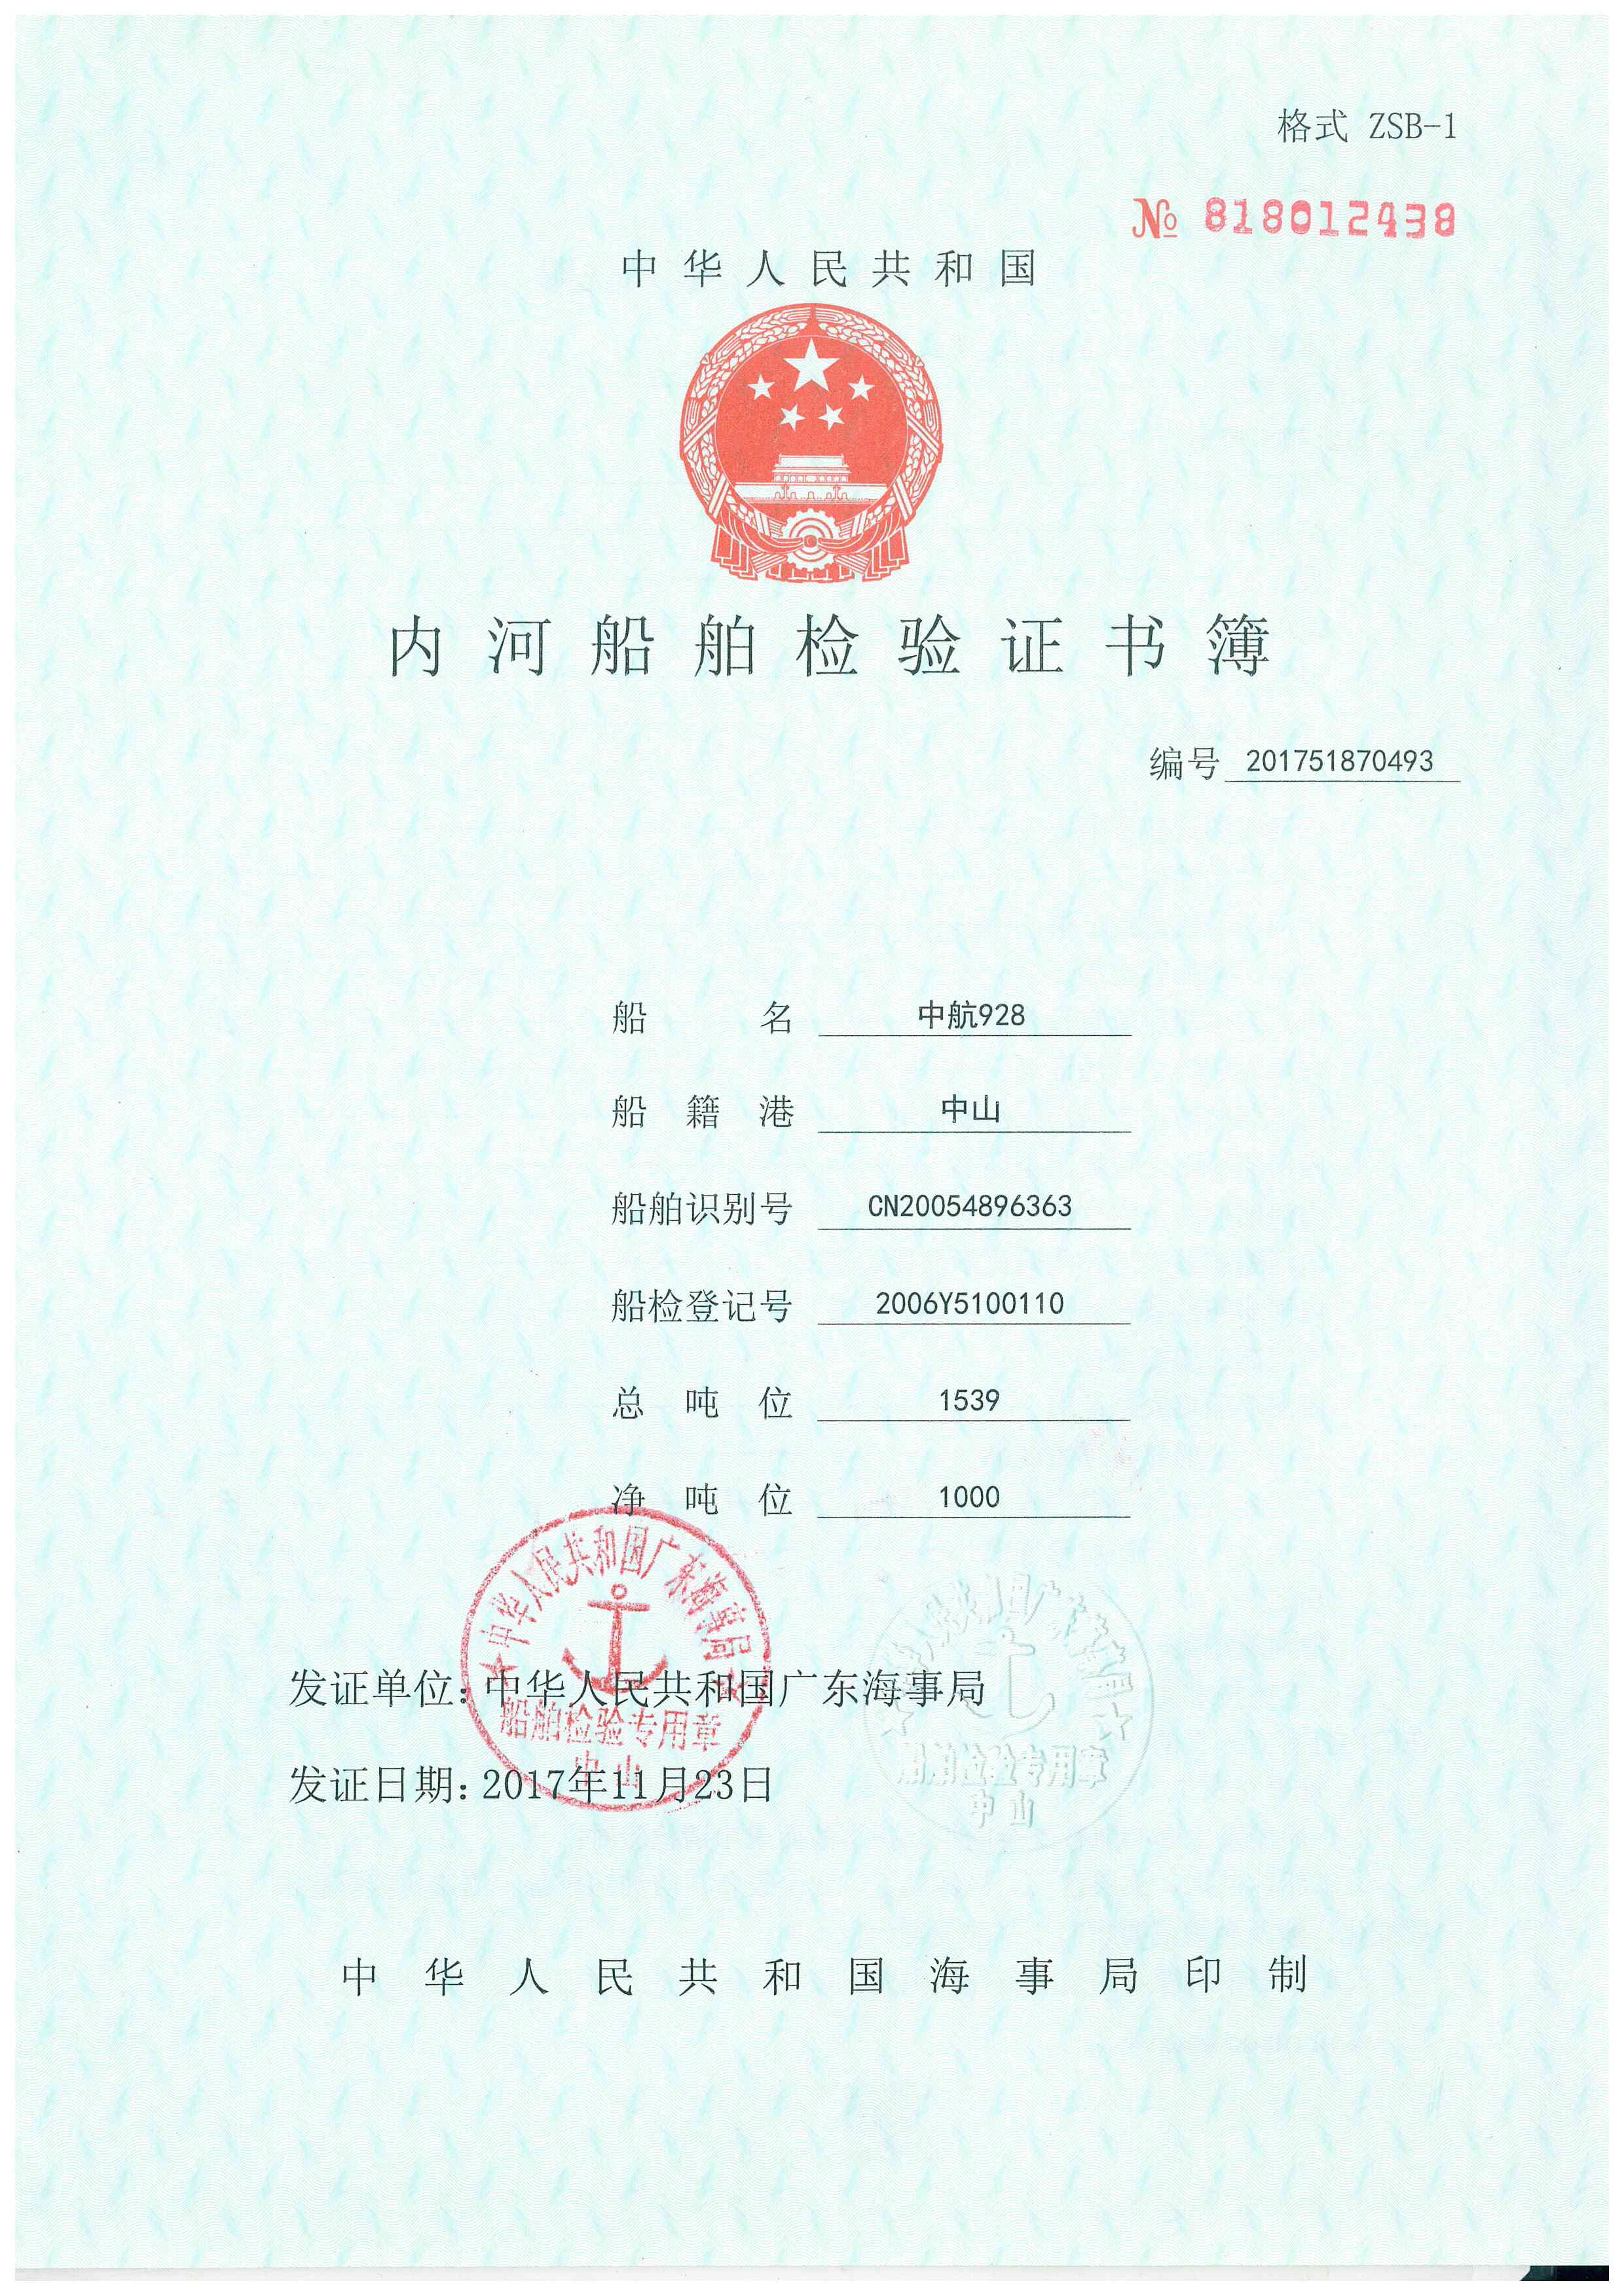 格式 ZSB-1
№ 818012438
中华人民共和国
内河船舶检验证书簿
编号 201751870493
船名 中航928
船籍港 中山
船舶识别号 CN20054896363
船检登记号 2006Y5100110
总吨位 1539
净吨位 1000
中华人民共和国广东海事局
船舶检验专用章
中山
中华人民共和国广东海事局
船舶检验专用章
中山
发证单位：中华人民共和国广东海事局
发证日期：2017年11月23日
中华人民共和国海事局印制